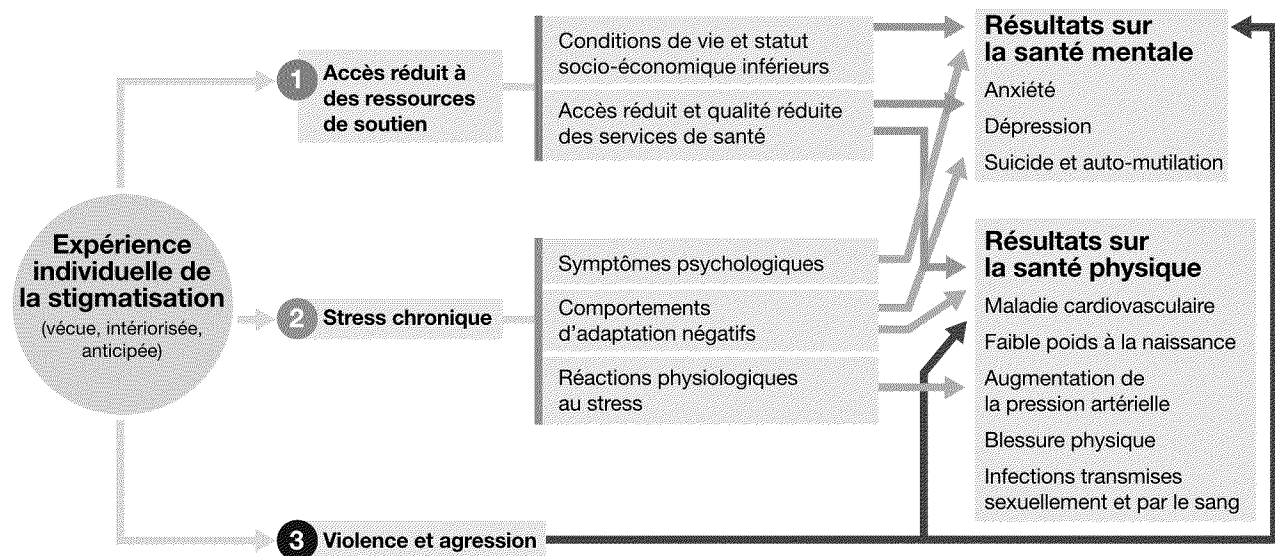 Expérience
individuelle de
la stigmatisation
(vécue, intériorisée,
anticipée)
1 Accès réduit à
des ressources
de soutien
Conditions de vie et statut
socio-économique inférieurs
Accès réduit et qualité réduite
des services de santé
2 Stress chronique
Symptômes psychologiques
Comportements
d'adaptation négatifs
Réactions physiologiques
au stress
3 Violence et agression
Résultats sur
la santé mentale
Anxiété
Dépression
Suicide et auto-mutilation
Résultats sur
la santé physique
Maladie cardiovasculaire
Faible poids à la naissance
Augmentation de
la pression artérielle
Blessure physique
Infections transmises
sexuellement et par le sang